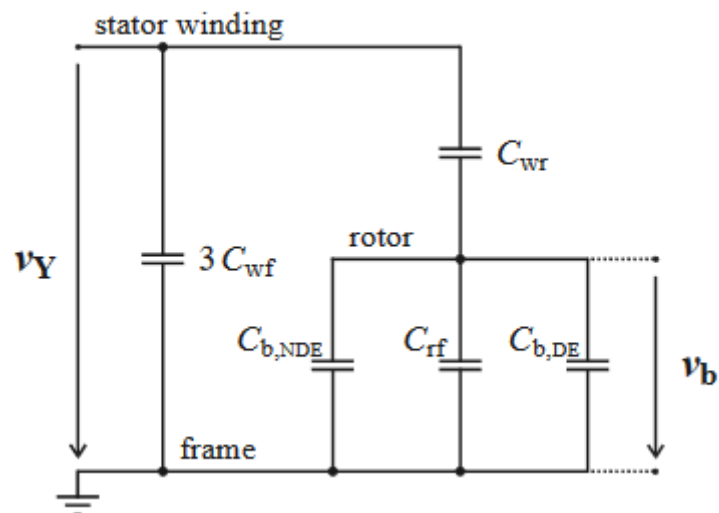 stator winding
C_wr
rotor
v_Y
3 C_wf
C_b,NDE
C_rf
C_b,DE
v_b
frame